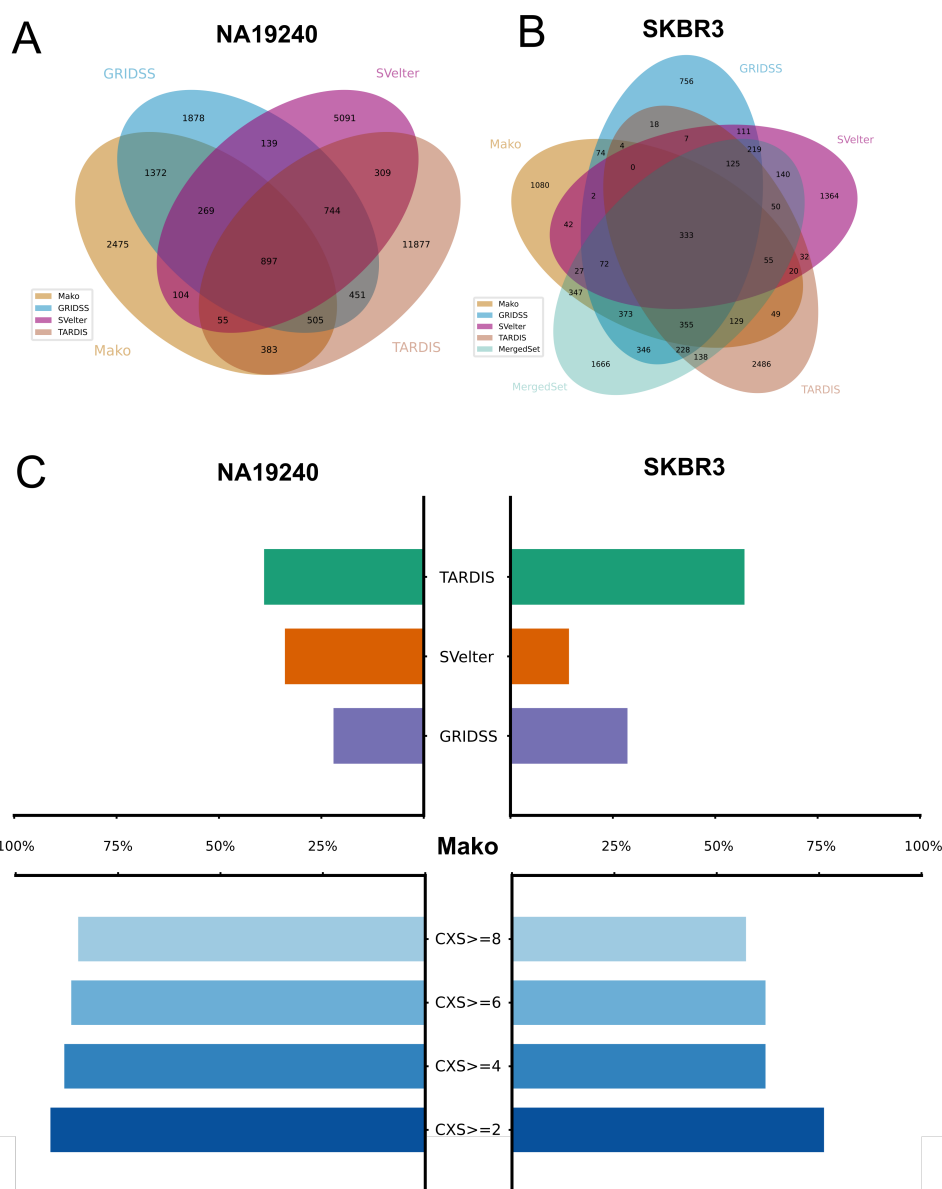 A
NA19240
GRIDSS
SVelter
1878
5091
139
1372
309
269
744
2475
11877
897
104
451
55
505
383
Mako
GRIDSS
SVelter
TARDIS
Mako
TARDIS
B
SKBR3
GRIDSS
756
18
111
7
Mako
4
SVelter
74
219
0
125
140
1080
2
1364
50
42
333
32
55
72
27
20
347
Mako
GRIDSS
SVelter
TARDIS
MergedSet
373
49
129
355
346
228
138
1666
2486
MergedSet
TARDIS
C
NA19240
SKBR3
TARDIS
SVelter
GRIDSS
100% 75% 50% 25% Mako 25% 50% 75% 100%
CXS>=8
CXS>=6
CXS>=4
CXS>=2